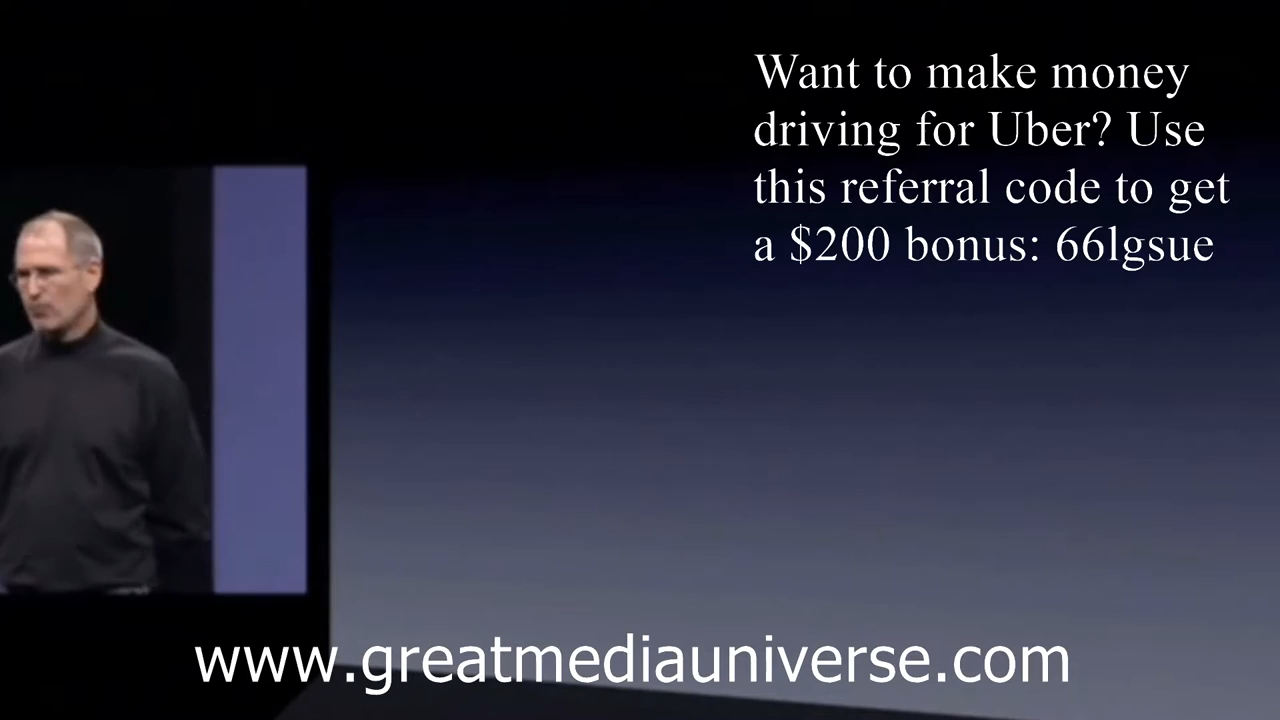 Want to make money
driving for Uber? Use
this referral code to get
a $200 bonus: 66lgsue
www.greatmediauniverse.com